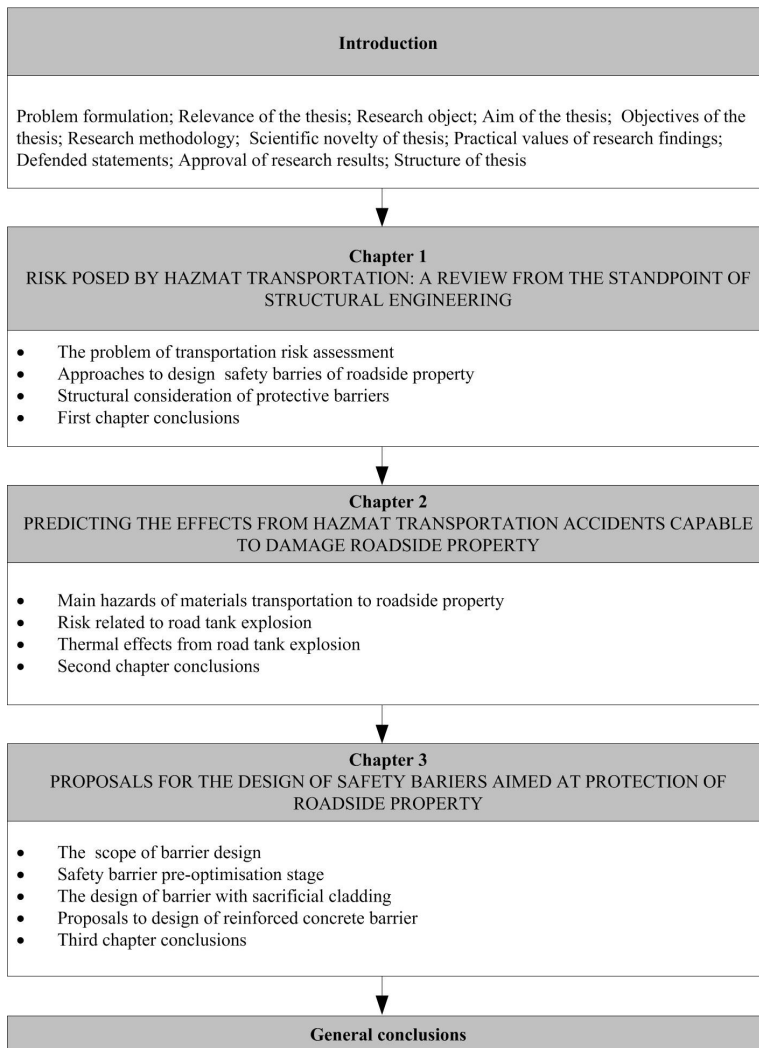 Introduction
Problem formulation; Relevance of the thesis; Research object; Aim of the thesis; Objectives of the
thesis; Research methodology; Scientific novelty of thesis; Practical values of research findings;
Defended statements; Approval of research results; Structure of thesis
Chapter 1
RISK POSED BY HAZMAT TRANSPORTATION: A REVIEW FROM THE STANDPOINT OF
STRUCTURAL ENGINEERING
• The problem of transportation risk assessment
• Approaches to design safety barries of roadside property
• Structural consideration of protective barriers
• First chapter conclusions
Chapter 2
PREDICTING THE EFFECTS FROM HAZMAT TRANSPORTATION ACCIDENTS CAPABLE
TO DAMAGE ROADSIDE PROPERTY
• Main hazards of materials transportation to roadside property
• Risk related to road tank explosion
• Thermal effects from road tank explosion
• Second chapter conclusions
Chapter 3
PROPOSALS FOR THE DESIGN OF SAFETY BARIERS AIMED AT PROTECTION OF
ROADSIDE PROPERTY
• The scope of barrier design
• Safety barrier pre-optimisation stage
• The design of barrier with sacrificial cladding
• Proposals to design of reinforced concrete barrier
• Third chapter conclusions
General conclusions